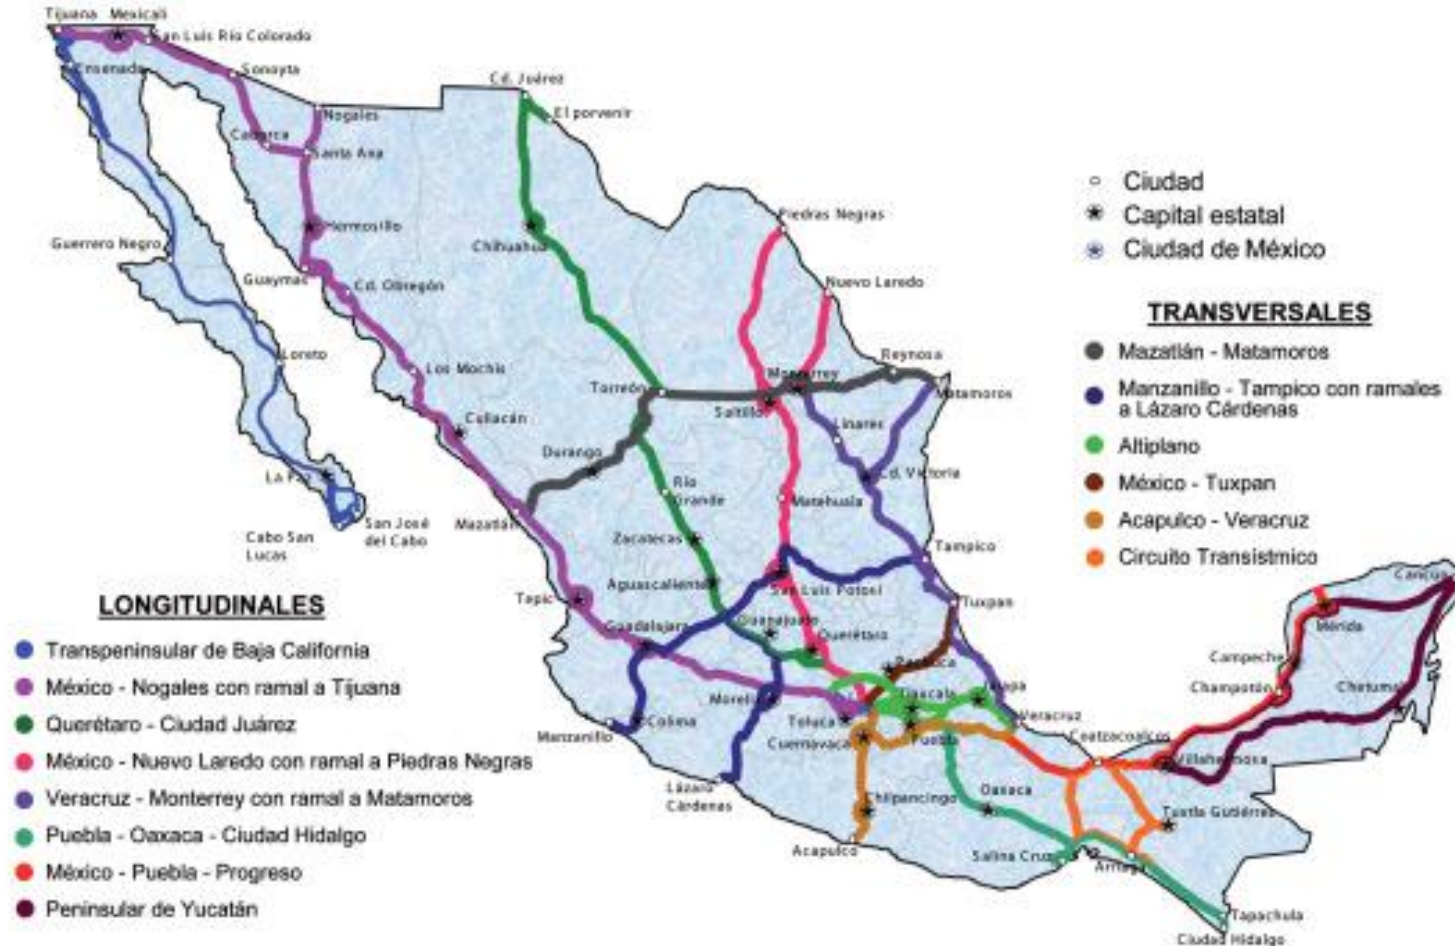 Tijuana Mexicali
San Luis Río Colorado
Ensenada
Sonoyta
Cd. Juárez
El porvenir
Nogales
Caborca
Santa Ana
Ciudad
Capital estatal
Ciudad de México
Piedras Negras
Hermosillo
Chihuahua
Guerrero Negro
Guaymas
Cd. Obregón
Nuevo Laredo
TRANSVERSALES
Mazatlán - Matamoros
Manzanillo - Tampico con ramales
a Lázaro Cárdenas
Altiplano
México - Tuxpan
Acapulco - Veracruz
Circuito Transístmico
Loreto
Los Mochis
Torreón
Monterrey
Reynosa
Saltillo
Matamoros
Culiacán
Linares
Durango
La Paz
Cd. Victoria
Río
Grande
Matehuala
Mazatlán
San José
del Cabo
Cabo San
Lucas
Zacatecas
Tampico
Aguascalientes
San Luis Potosí
Tepic
Tuxpan
Cancún
LONGITUDINALES
Transpeninsular de Baja California
México - Nogales con ramal a Tijuana
Querétaro - Ciudad Juárez
México - Nuevo Laredo con ramal a Piedras Negras
Veracruz - Monterrey con ramal a Matamoros
Puebla - Oaxaca - Ciudad Hidalgo
México - Puebla - Progreso
Peninsular de Yucatán
Guadalajara
Guanajuato
Querétaro
Mérida
Pachuca
Campeche
Champotón
Chetumal
Morelia
Tlaxcala
Jalapa
Toluca
Colima
Manzanillo
Cuernavaca
Puebla
Veracruz
Coatzacoalcos
Villahermosa
Lázaro
Cárdenas
Chilpancingo
Oaxaca
Tuxtla Gutiérrez
Acapulco
Salina Cruz
Arriaga
Tapachula
Ciudad Hidalgo